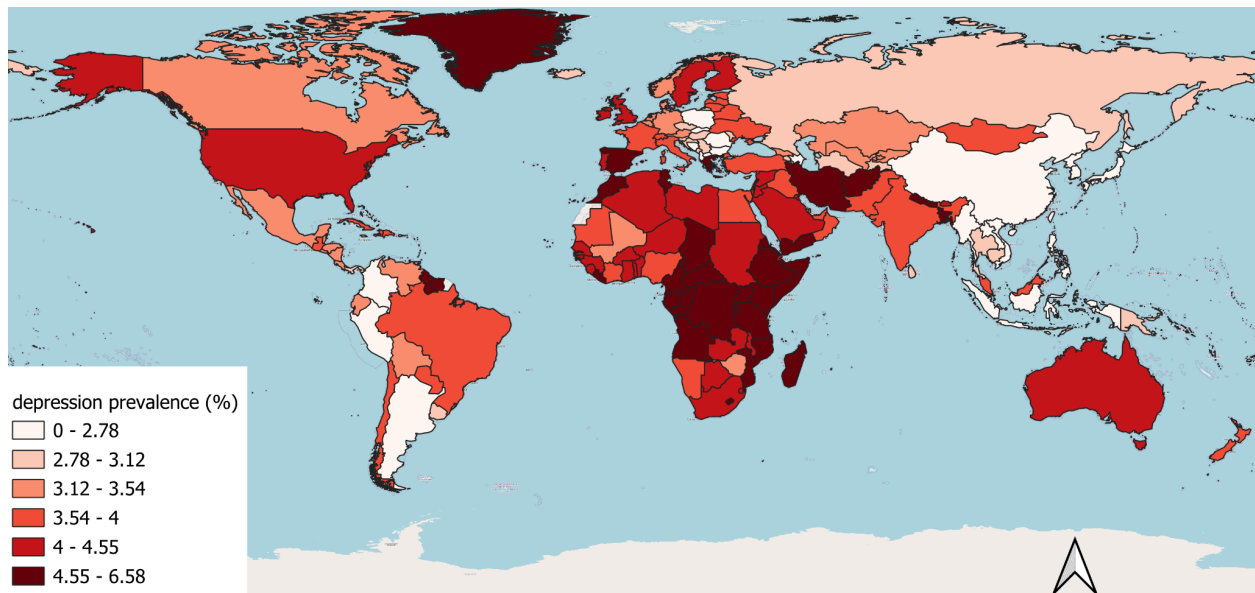 depression prevalence (%)
0 - 2.78
2.78 - 3.12
3.12 - 3.54
3.54 - 4
4 - 4.55
4.55 - 6.58